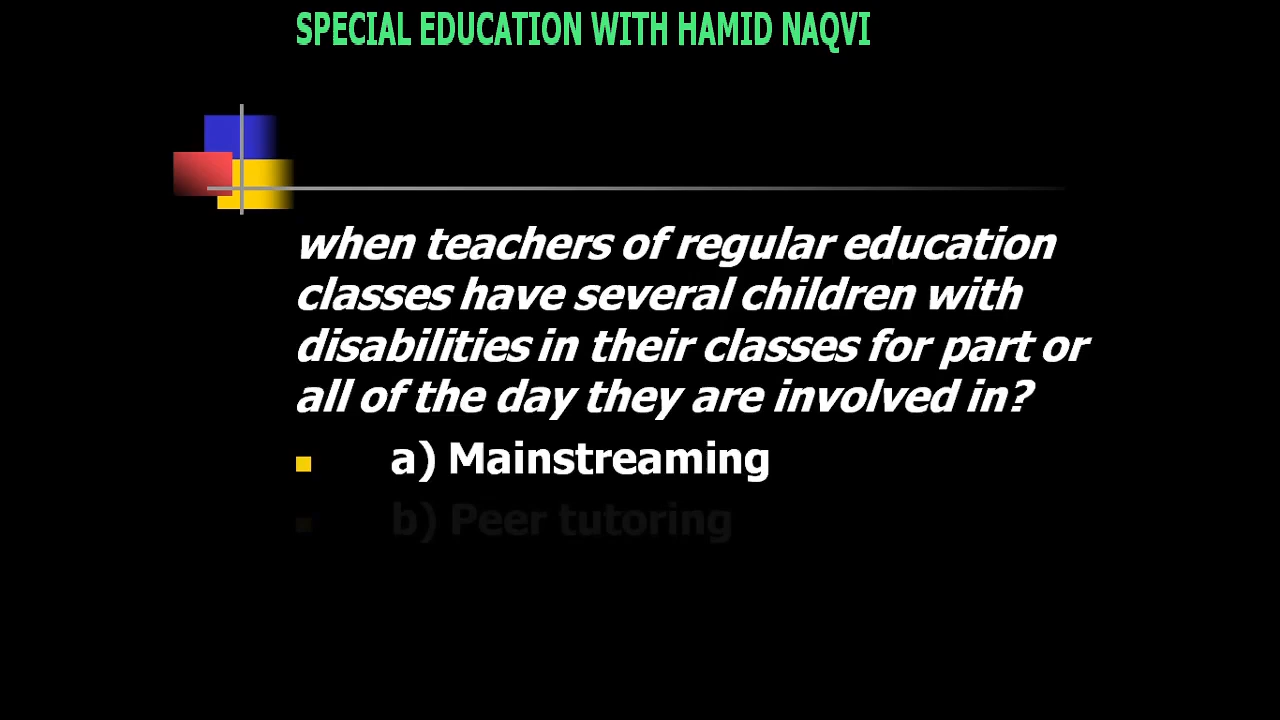 SPECIAL EDUCATION WITH HAMID NAQVI
when teachers of regular education
classes have several children with
disabilities in their classes for part or
all of the day they are involved in?
a) Mainstreaming
b) Peer tutoring